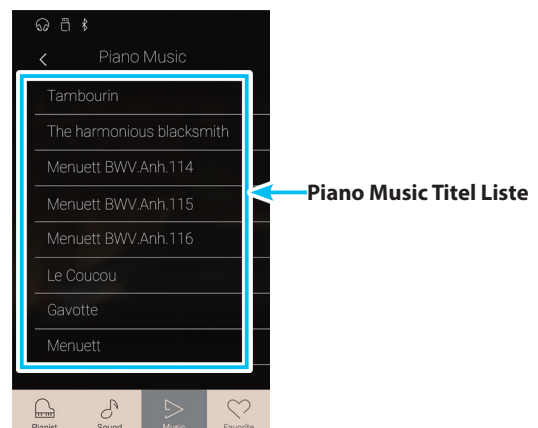 Piano Music
Tambourin
The harmonious blacksmith
Menuett BWV.Anh.114
Menuett BWV.Anh.115
Menuett BWV.Anh.116
Le Coucou
Gavotte
Menuett
Piano Music Titel Liste
Pianist Sound Music Favorite